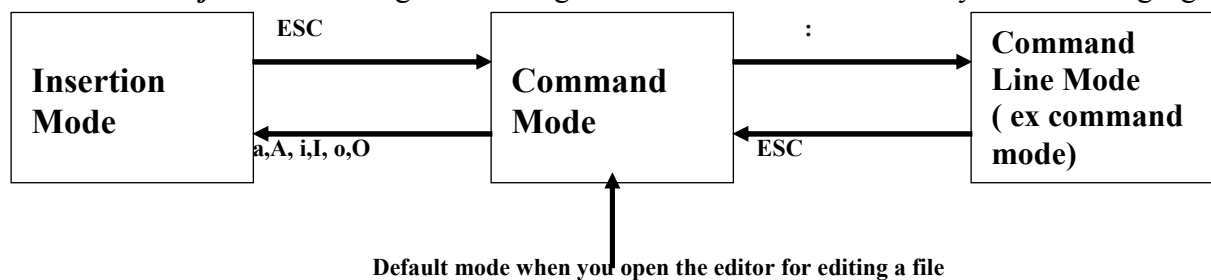 ESC
:
Insertion
Mode
Command
Mode
Command
Line Mode
( ex command
mode)
a,A, i,I, o,O
ESC
Default mode when you open the editor for editing a file